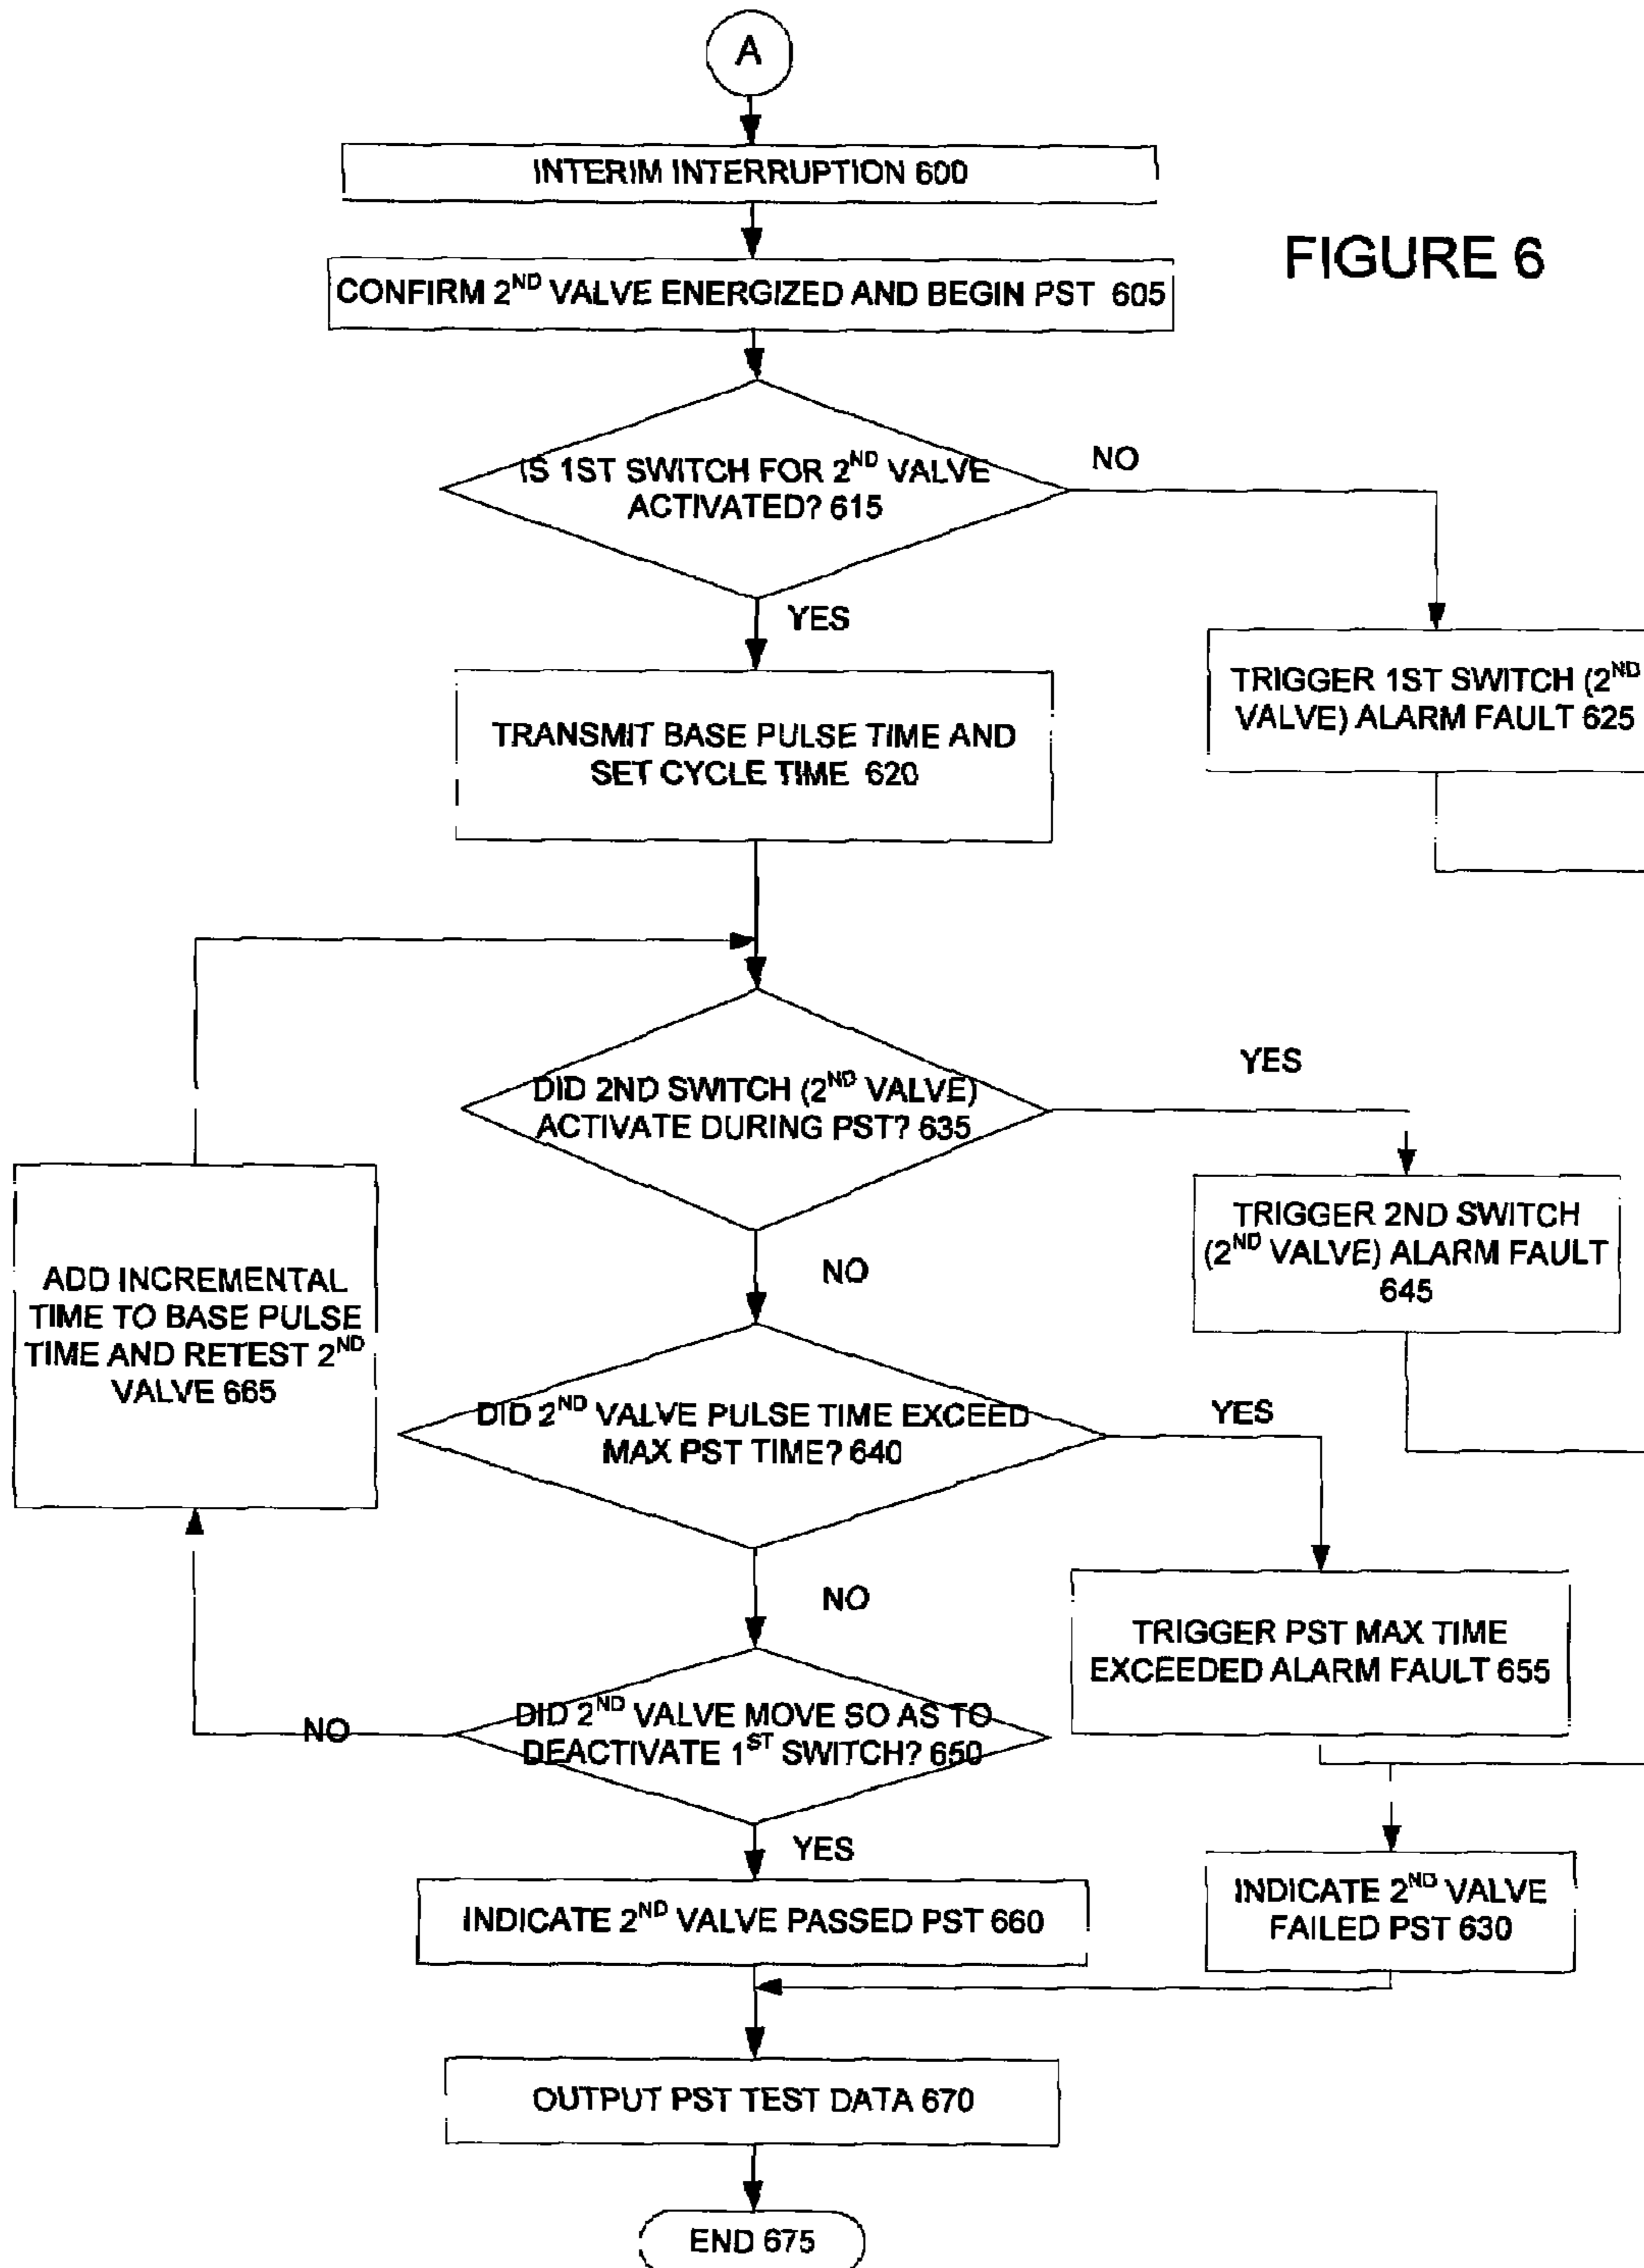 A
INTERIM INTERRUPTION 600
FIGURE 6
CONFIRM 2ND VALVE ENERGIZED AND BEGIN PST 605
IS 1ST SWITCH FOR 2ND VALVE
ACTIVATED? 615
NO
YES
TRIGGER 1ST SWITCH (2ND
VALVE) ALARM FAULT 625
TRANSMIT BASE PULSE TIME AND
SET CYCLE TIME 620
DID 2ND SWITCH (2ND VALVE)
ACTIVATE DURING PST? 635
YES
TRIGGER 2ND SWITCH
(2ND VALVE) ALARM FAULT
645
NO
ADD INCREMENTAL
TIME TO BASE PULSE
TIME AND RETEST 2ND
VALVE 665
DID 2ND VALVE PULSE TIME EXCEED
MAX PST TIME? 640
YES
NO
TRIGGER PST MAX TIME
EXCEEDED ALARM FAULT 655
DID 2ND VALVE MOVE SO AS TO
DEACTIVATE 1ST SWITCH? 650
NO
YES
INDICATE 2ND VALVE PASSED PST 660
INDICATE 2ND VALVE
FAILED PST 630
OUTPUT PST TEST DATA 670
END 675